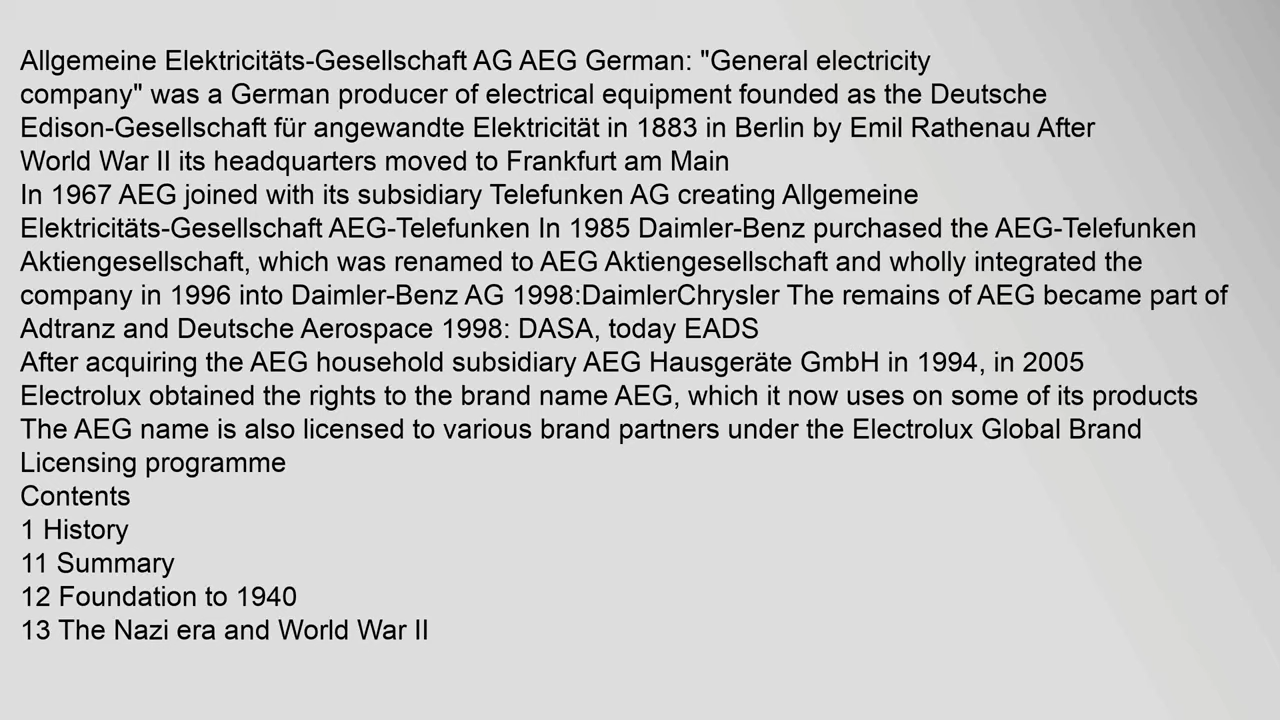 Allgemeine Elektricitäts-Gesellschaft AG AEG German: "General electricity
company" was a German producer of electrical equipment founded as the Deutsche
Edison-Gesellschaft für angewandte Elektricität in 1883 in Berlin by Emil Rathenau After
World War II its headquarters moved to Frankfurt am Main
In 1967 AEG joined with its subsidiary Telefunken AG creating Allgemeine
Elektricitäts-Gesellschaft AEG-Telefunken In 1985 Daimler-Benz purchased the AEG-Telefunken
Aktiengesellschaft, which was renamed to AEG Aktiengesellschaft and wholly integrated the
company in 1996 into Daimler-Benz AG 1998:DaimlerChrysler The remains of AEG became part of
Adtranz and Deutsche Aerospace 1998: DASA, today EADS
After acquiring the AEG household subsidiary AEG Hausgeräte GmbH in 1994, in 2005
Electrolux obtained the rights to the brand name AEG, which it now uses on some of its products
The AEG name is also licensed to various brand partners under the Electrolux Global Brand
Licensing programme
Contents
1 History
11 Summary
12 Foundation to 1940
13 The Nazi era and World War II